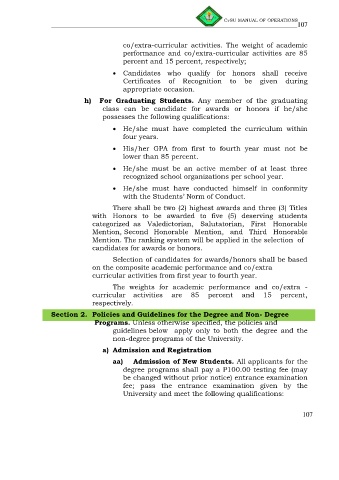 CvSU MANUAL OF OPERATIONS
107
co/extra-curricular activities. The weight of academic
performance and co/extra-curricular activities are 85
percent and 15 percent, respectively;
• Candidates who qualify for honors shall receive
Certificates of Recognition to be given during
appropriate occasion.
h) For Graduating Students. Any member of the graduating
class can be candidate for awards or honors if he/she
possesses the following qualifications:
• He/she must have completed the curriculum within
four years.
• His/her GPA from first to fourth year must not be
lower than 85 percent.
• He/she must be an active member of at least three
recognized school organizations per school year.
• He/she must have conducted himself in conformity
with the Students' Norm of Conduct.
There shall be two (2) highest awards and three (3) Titles
with Honors to be awarded to five (5) deserving students
categorized as Valedictorian, Salutatorian, First Honorable
Mention, Second Honorable Mention, and Third Honorable
Mention. The ranking system will be applied in the selection of
candidates for awards or honors.
Selection of candidates for awards/honors shall be based
on the composite academic performance and co/extra
curricular activities from first year to fourth year.
The weights for academic performance and co/extra -
curricular activities are 85 percent and 15 percent,
respectively.
Section 2. Policies and Guidelines for the Degree and Non- Degree
Programs. Unless otherwise specified, the policies and
guidelines below apply only to both the degree and the
non-degree programs of the University.
a) Admission and Registration
aa) Admission of New Students. All applicants for the
degree programs shall pay a P100.00 testing fee (may
be changed without prior notice) entrance examination
fee; pass the entrance examination given by the
University and meet the following qualifications:
107